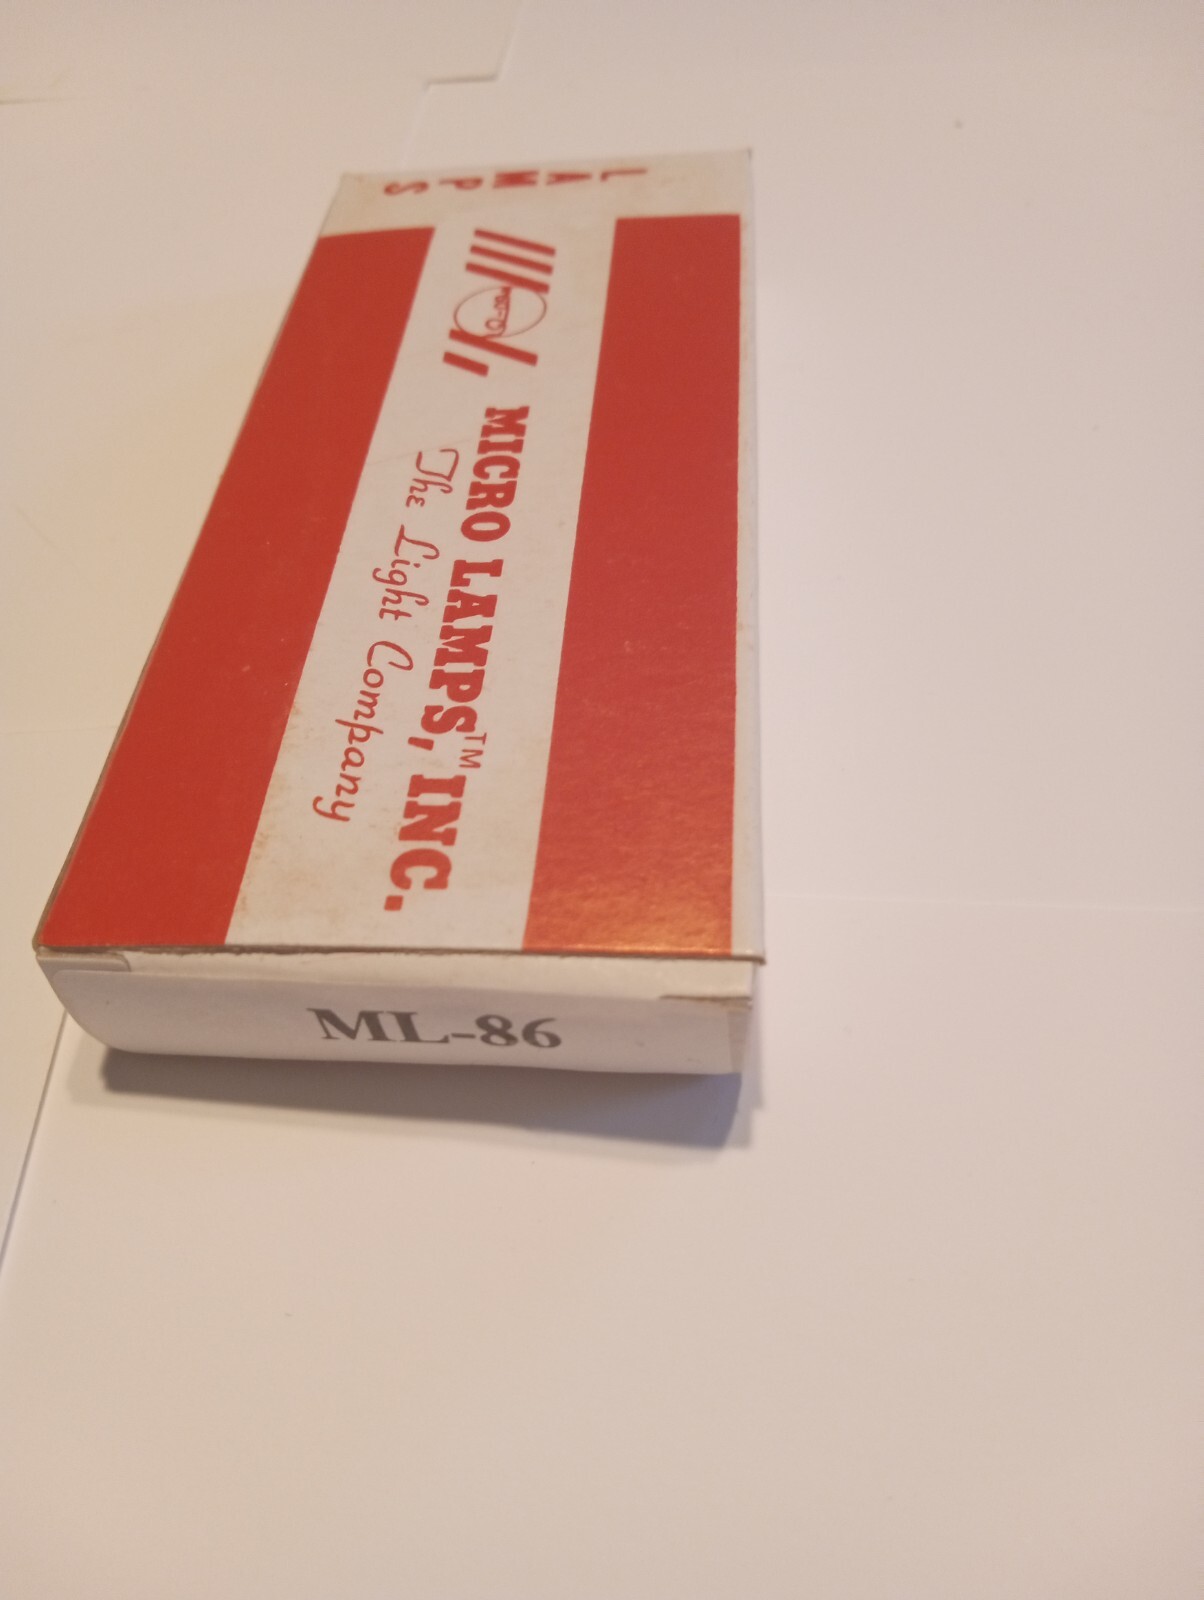 LAMPS
MICRO LAMPS,™ INC.
The Light Company
ML-86